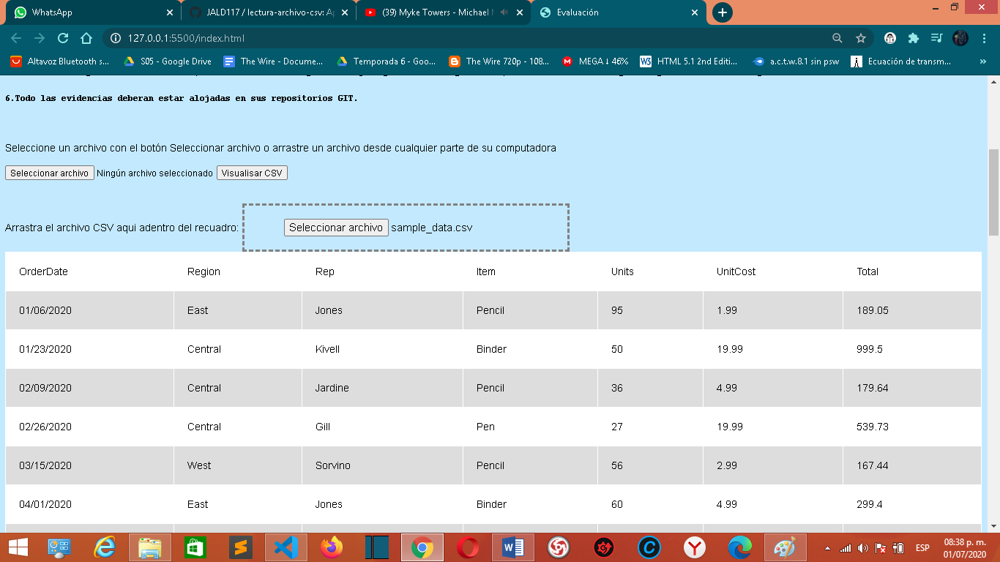 WhatsApp
JALD117 / lectura-archivo-csv: A
(39) Myke Towers - Michael
Evaluación
127.0.0.1:5500/index.html
Altavoz Bluetooth s...
S05 - Google Drive
The Wire - Docume...
Temporada 6 - Goo...
The Wire 720p - 108...
MEGA ↓ 46%
HTML 5.1 2nd Editi...
a.c.t.w.8.1 sin psw
Ecuación de transm...
»
6.Todo las evidencias deberan estar alojadas en sus repositorios GIT.
Seleccione un archivo con el botón Seleccionar archivo o arrastre un archivo desde cualquier parte de su computadora
Seleccionar archivo Ningún archivo seleccionado Visualisar CSV
Arrastra el archivo CSV aqui adentro del recuadro: Seleccionar archivo sample_data.csv
OrderDate Region Rep Item Units UnitCost Total
01/06/2020 East Jones Pencil 95 1.99 189.05
01/23/2020 Central Kivell Binder 50 19.99 999.5
02/09/2020 Central Jardine Pencil 36 4.99 179.64
02/26/2020 Central Gill Pen 27 19.99 539.73
03/15/2020 West Sorvino Pencil 56 2.99 167.44
04/01/2020 East Jones Binder 60 4.99 299.4
ESP
08:38 p. m.
01/07/2020